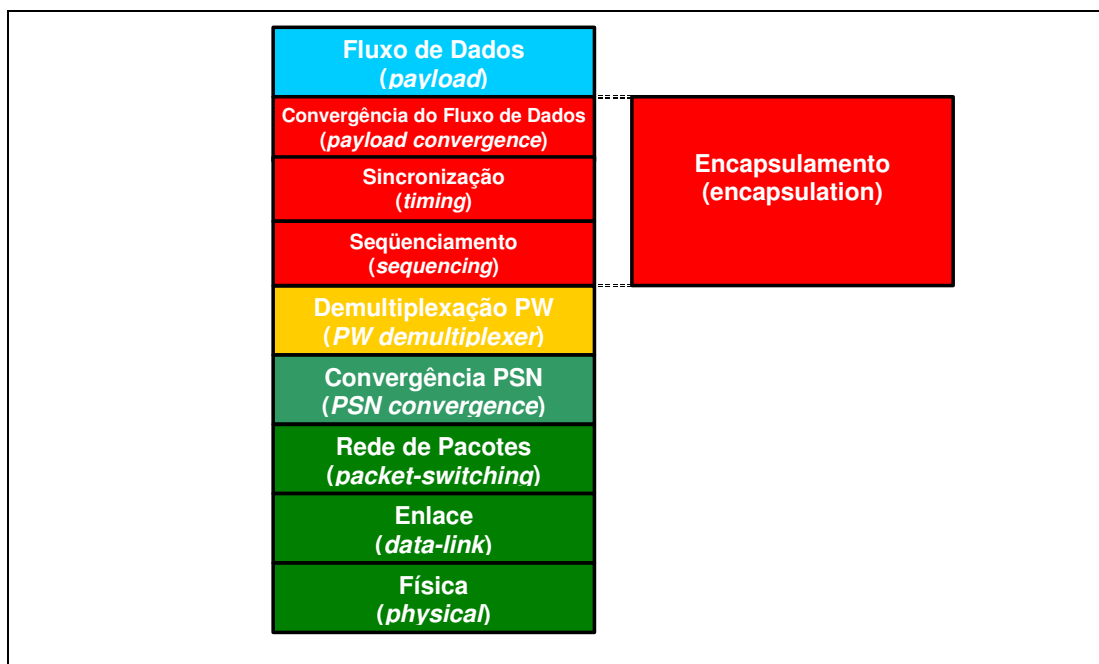 Fluxo de Dados
(payload)
Convergência do Fluxo de Dados
(payload convergence)
Sincronização
(timing)
Seqüenciamento
(sequencing)
Encapsulamento
(encapsulation)
Demultiplexação PW
(PW demultiplexer)
Convergência PSN
(PSN convergence)
Rede de Pacotes
(packet-switching)
Enlace
(data-link)
Física
(physical)